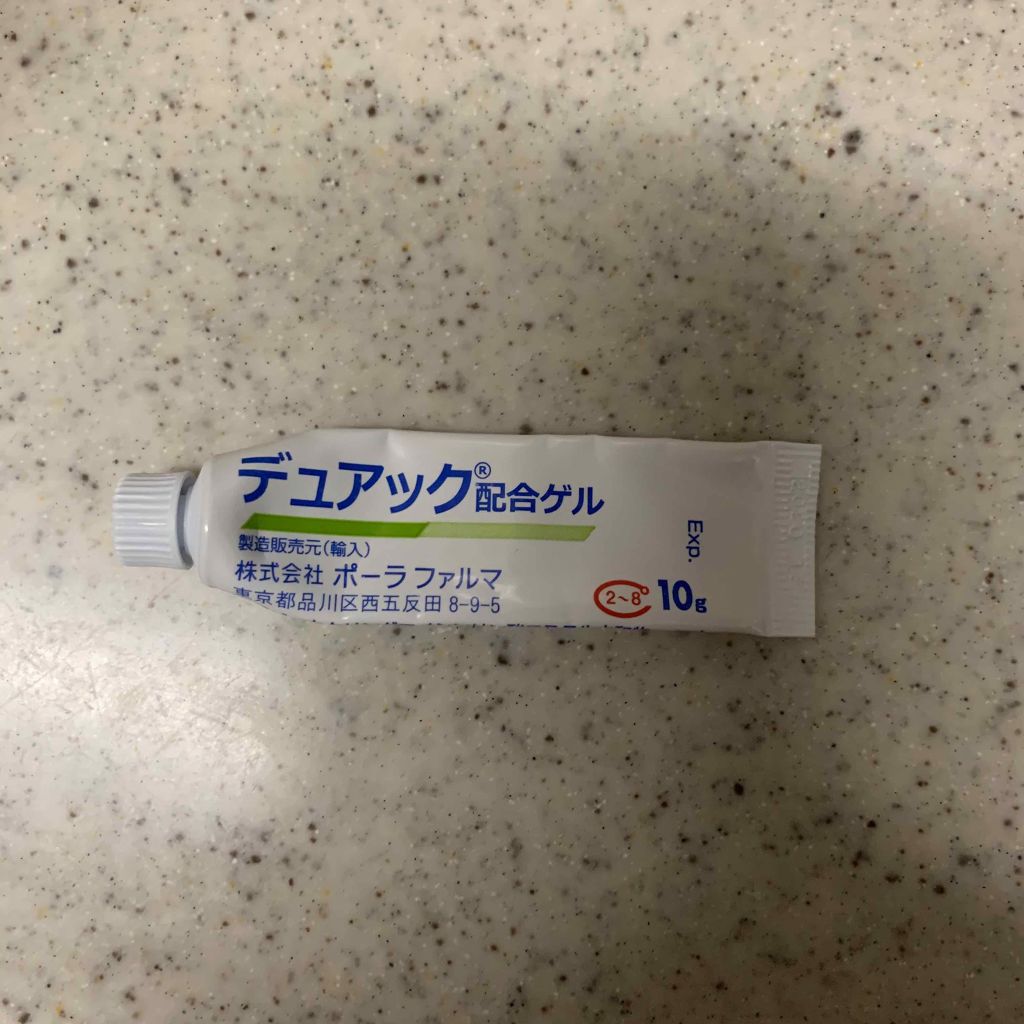 デュアック®配合ゲル
製造販売元(輸入)
株式会社 ポーラ ファルマ
東京都品川区西五反田 8-9-5
Exp.
2~8° 10g